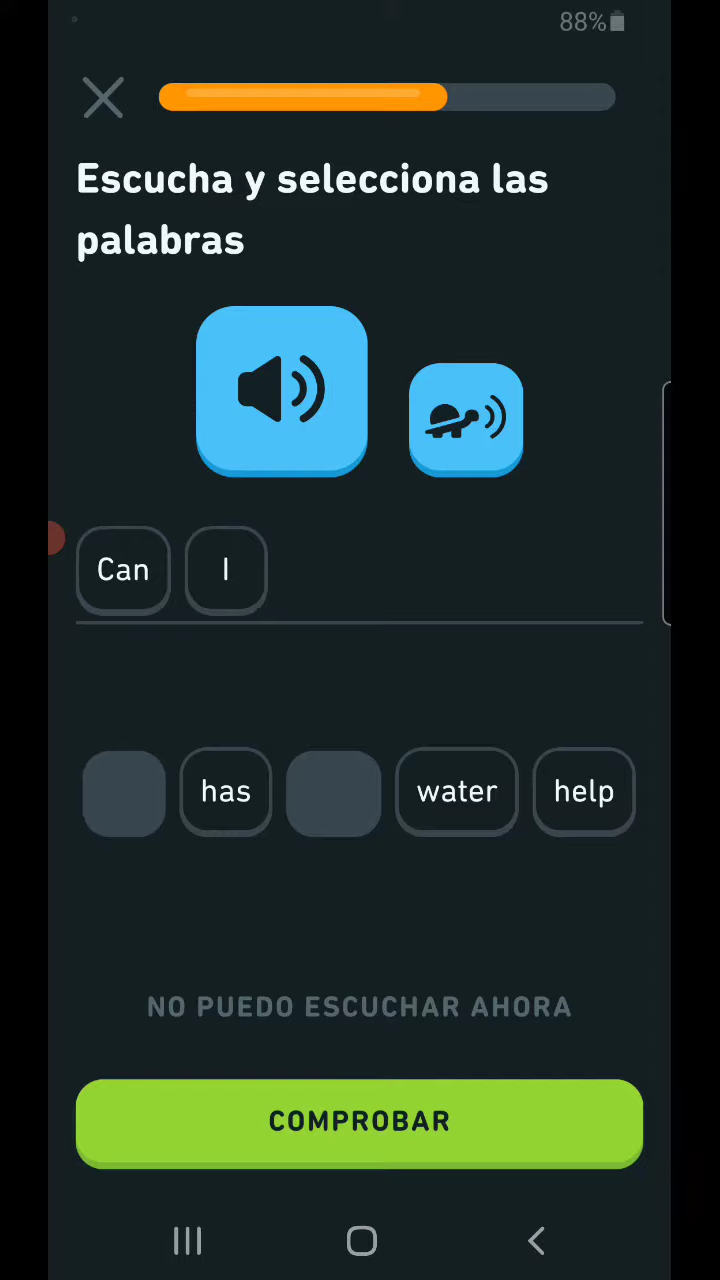 88%
Escucha y selecciona las
palabras
Can I
has water help
NO PUEDO ESCUCHAR AHORA
COMPROBAR